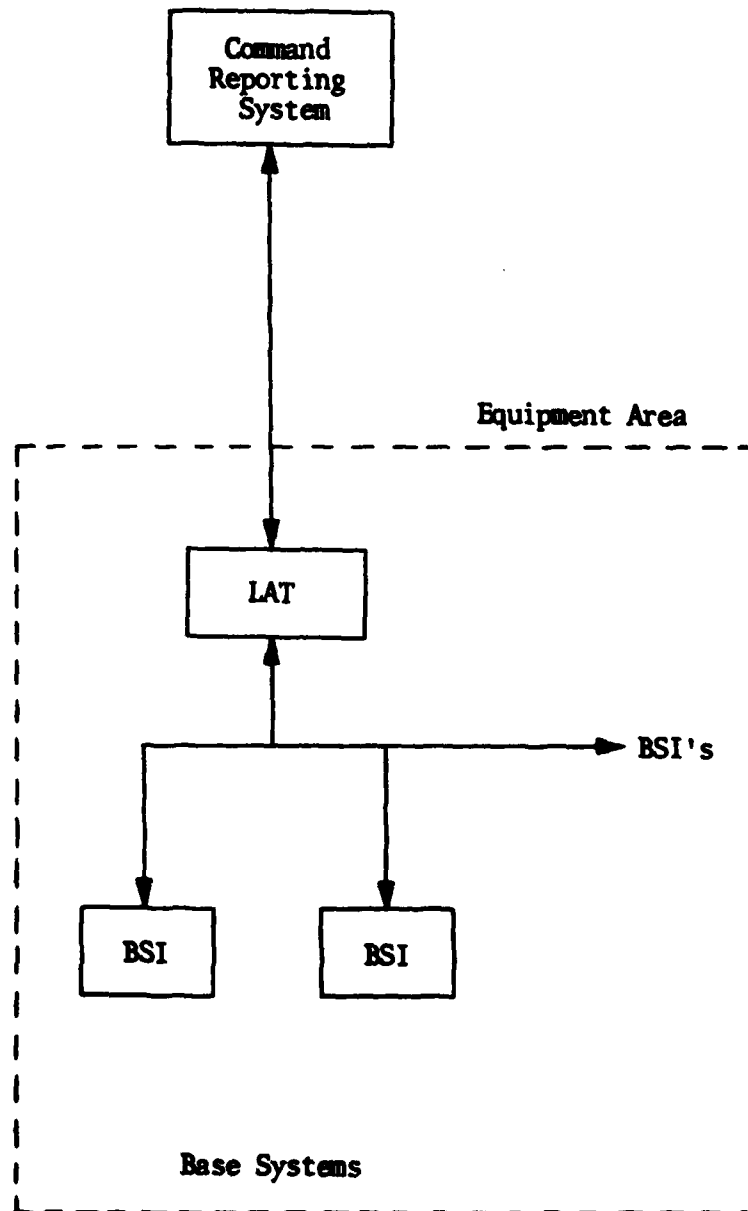 Command
Reporting
System
Equipment Area
LAT
BSI's
BSI
BSI
Base Systems